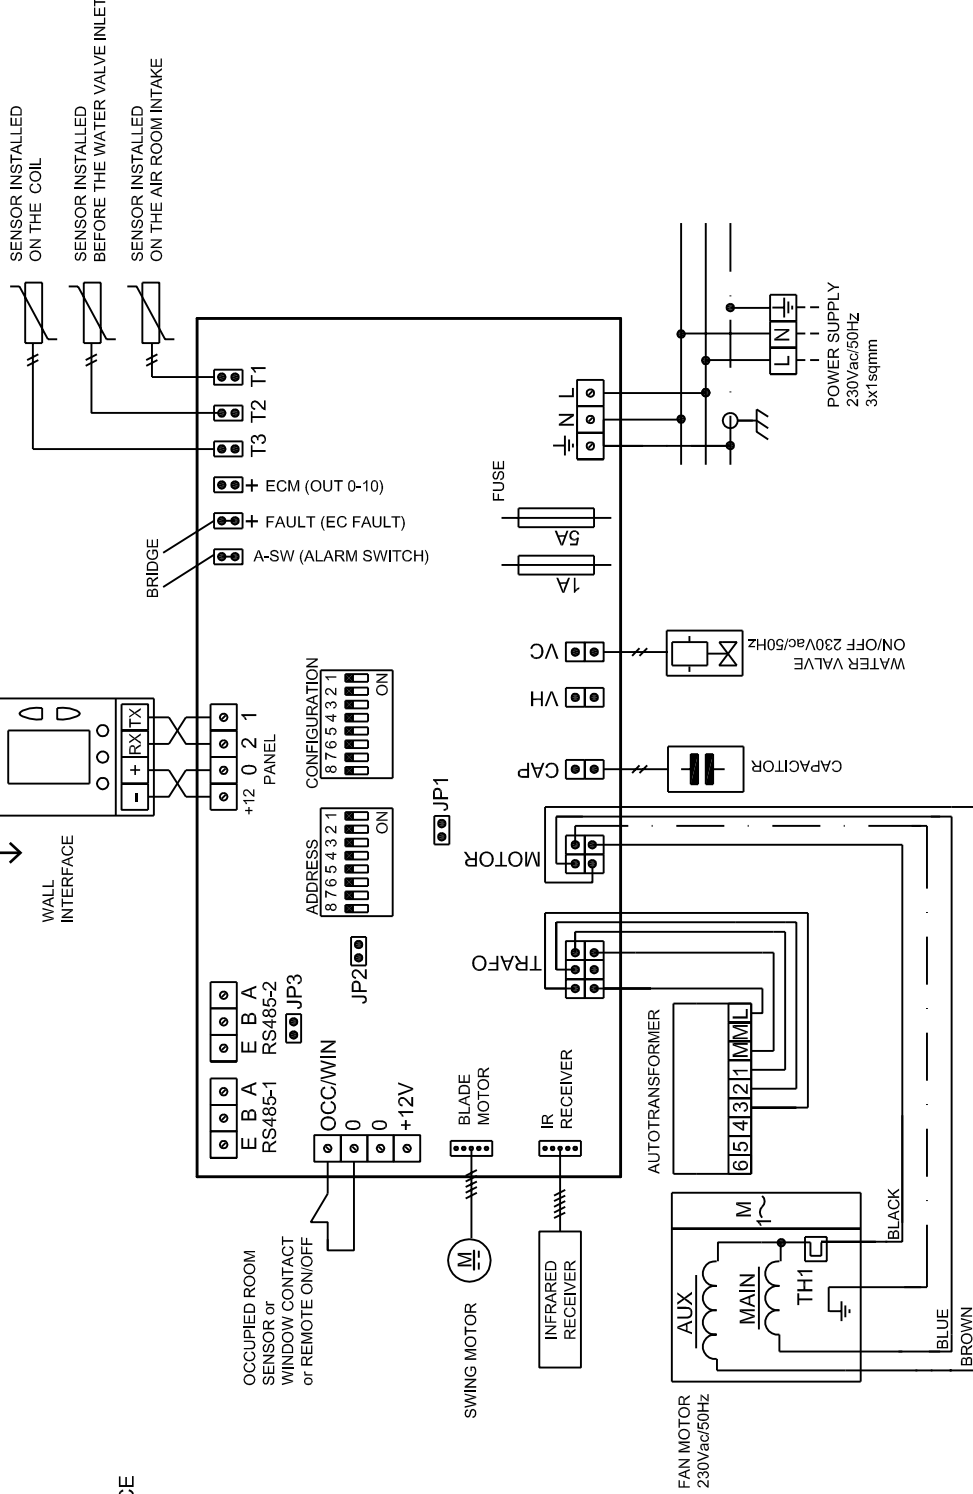 SENSOR INSTALLED
ON THE COIL
SENSOR INSTALLED
BEFORE THE WATER VALVE INLET
SENSOR INSTALLED
ON THE AIR ROOM INTAKE
T1
T2
T3
+ ECM (OUT 0-10)
+ FAULT (EC FAULT)
A-SW (ALARM SWITCH)
BRIDGE
L
N
FUSE
5A
1A
L N
POWER SUPPLY
230Vac/50Hz
3x1sqmm
WALL
INTERFACE
- + RX TX
+12 0 2 1
PANEL
CONFIGURATION
8 7 6 5 4 3 2 1
ON
ADDRESS
8 7 6 5 4 3 2 1
ON
JP1
JP2
JP3
VC
VH
CAP
MOTOR
TRAFO
WATER VALVE
ON/OFF 230Vac/50Hz
CAPACITOR
E B A
RS485-2
E B A
RS485-1
OCC/WIN
0
0
+12V
OCCUPIED ROOM
SENSOR or
WINDOW CONTACT
or REMOTE ON/OFF
BLADE
MOTOR
IR
RECEIVER
M
SWING MOTOR
INFRARED
RECEIVER
AUTOTRANSFORMER
6 5 4 3 2 1 M M L
M
1~
AUX
MAIN
TH1
FAN MOTOR
230Vac/50Hz
BLACK
BLUE
BROWN
CE